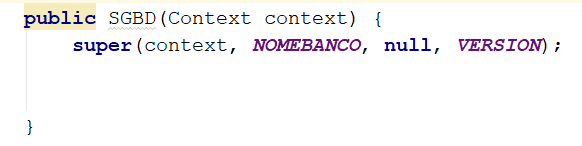 public SGBD(Context context) {
super(context, NOMEBANCO, null, VERSION);
}